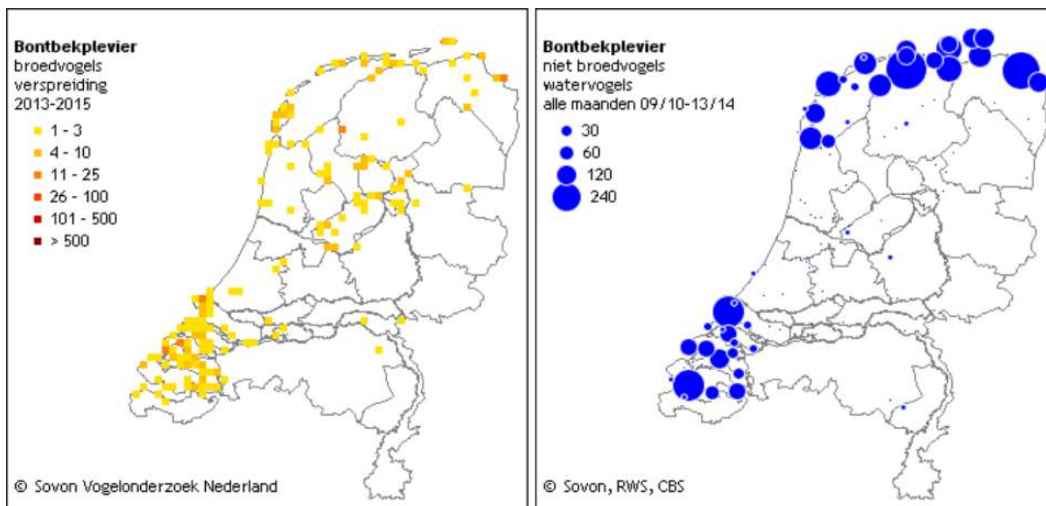 Bontbekplevier
broedvogels
verspreiding
2013-2015
1 - 3
4 - 10
11 - 25
26 - 100
101 - 500
> 500
© Sovon Vogelonderzoek Nederland
Bontbekplevier
niet broedvogels
watervogels
alle maanden 09/10-13/14
30
60
120
240
© Sovon, RWS, CBS